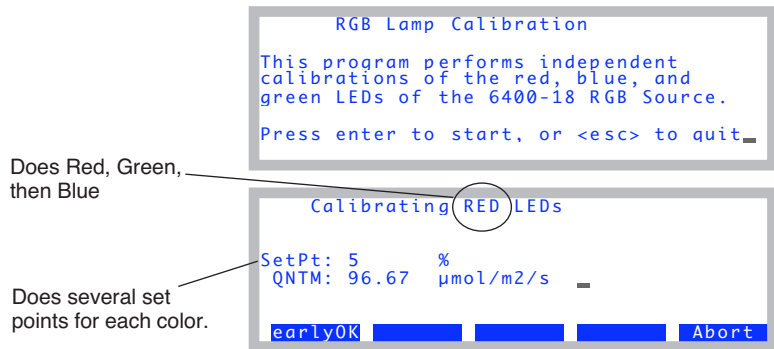 RGB Lamp Calibration
This program performs independent
calibrations of the red, blue, and
green LEDs of the 6400-18 RGB Source.
Press enter to start, or <esc> to quit
Does Red, Green,
then Blue
Calibrating RED LEDs
SetPt: 5 %
QNTM: 96.67 µmol/m2/s
Does several set
points for each color.
earlyOK Abort